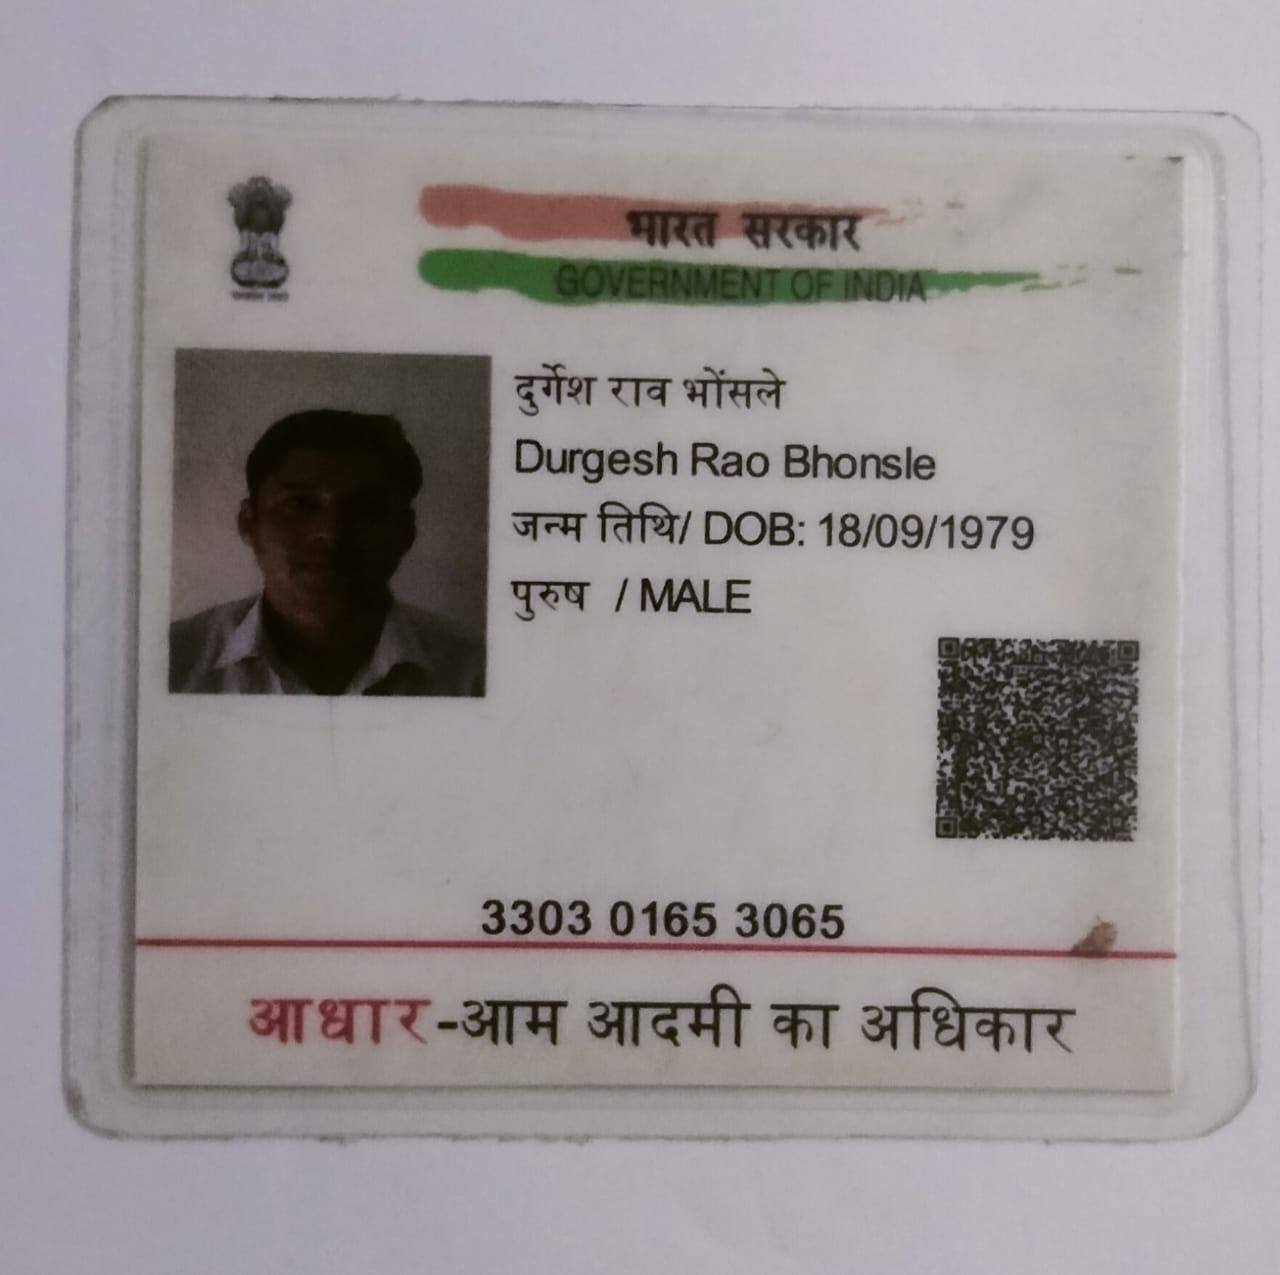 भारत सरकार
GOVERNMENT OF INDIA
दुर्गेश राव भोंसले
Durgesh Rao Bhonsle
जन्म तिथि/ DOB: 18/09/1979
पुरुष / MALE
3303 0165 3065
आधार-आम आदमी का अधिकार